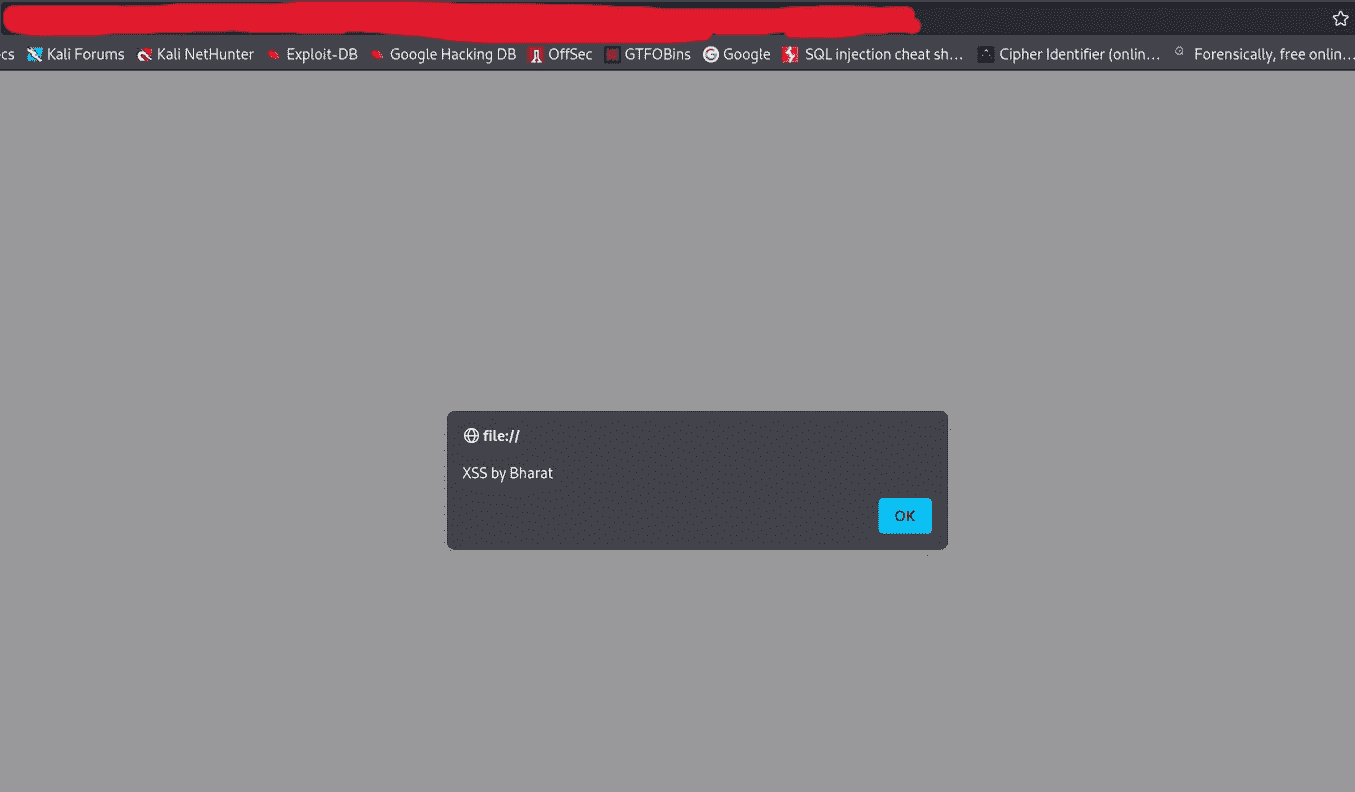 cs Kali Forums Kali NetHunter Exploit-DB Google Hacking DB OffSec GTFOBins Google SQL injection cheat sh... Cipher Identifier (onlin... Forensically, free onlin...
file://
XSS by Bharat
OK